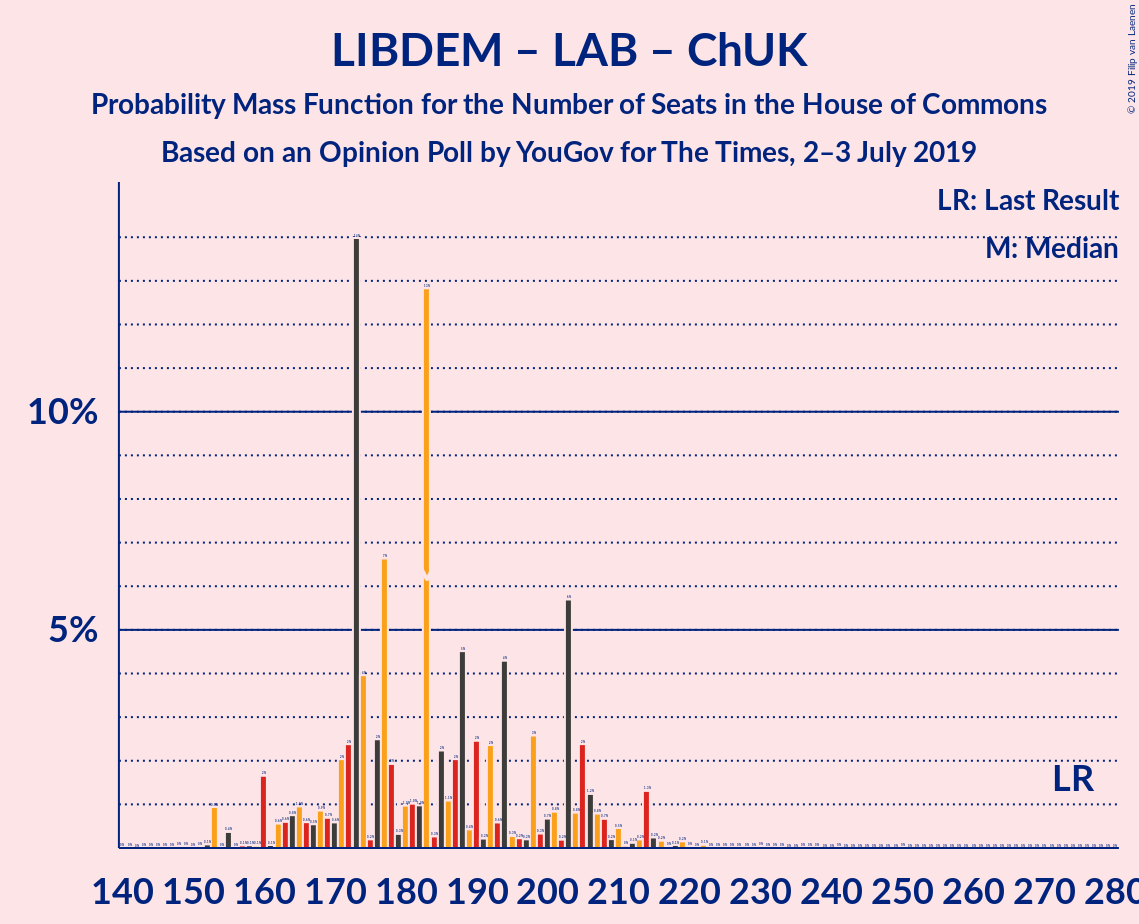 LIBDEM – LAB – ChUK
Probability Mass Function for the Number of Seats in the House of Commons
Based on an Opinion Poll by YouGov for The Times, 2–3 July 2019
© 2019 Filip van Laenen
LR: Last Result
M: Median
10%
5%
LR
140 150 160 170 180 190 200 210 220 230 240 250 260 270 280